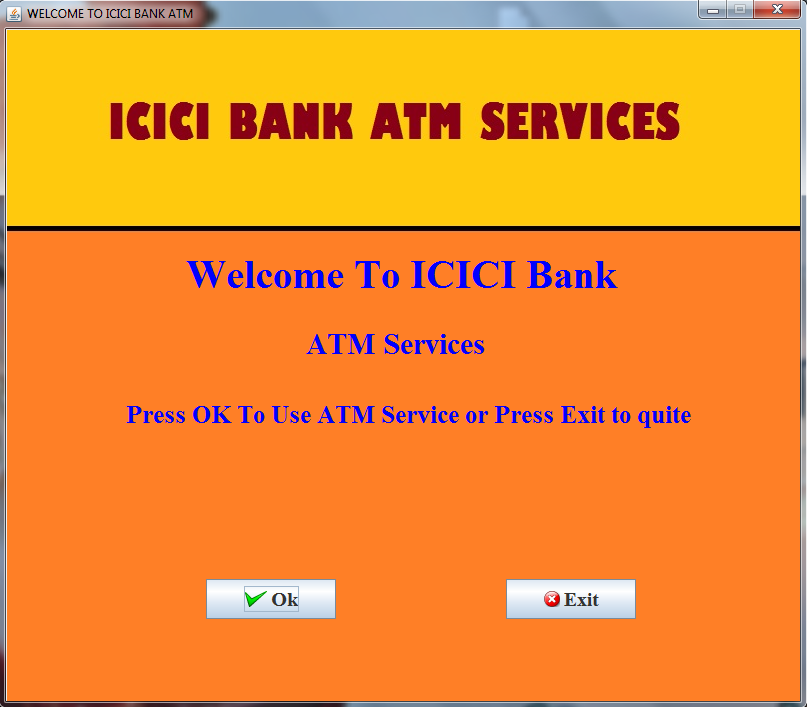 WELCOME TO ICICI BANK ATM
ICICI BANK ATM SERVICES
Welcome To ICICI Bank
ATM Services
Press OK To Use ATM Service or Press Exit to quite
Ok
Exit